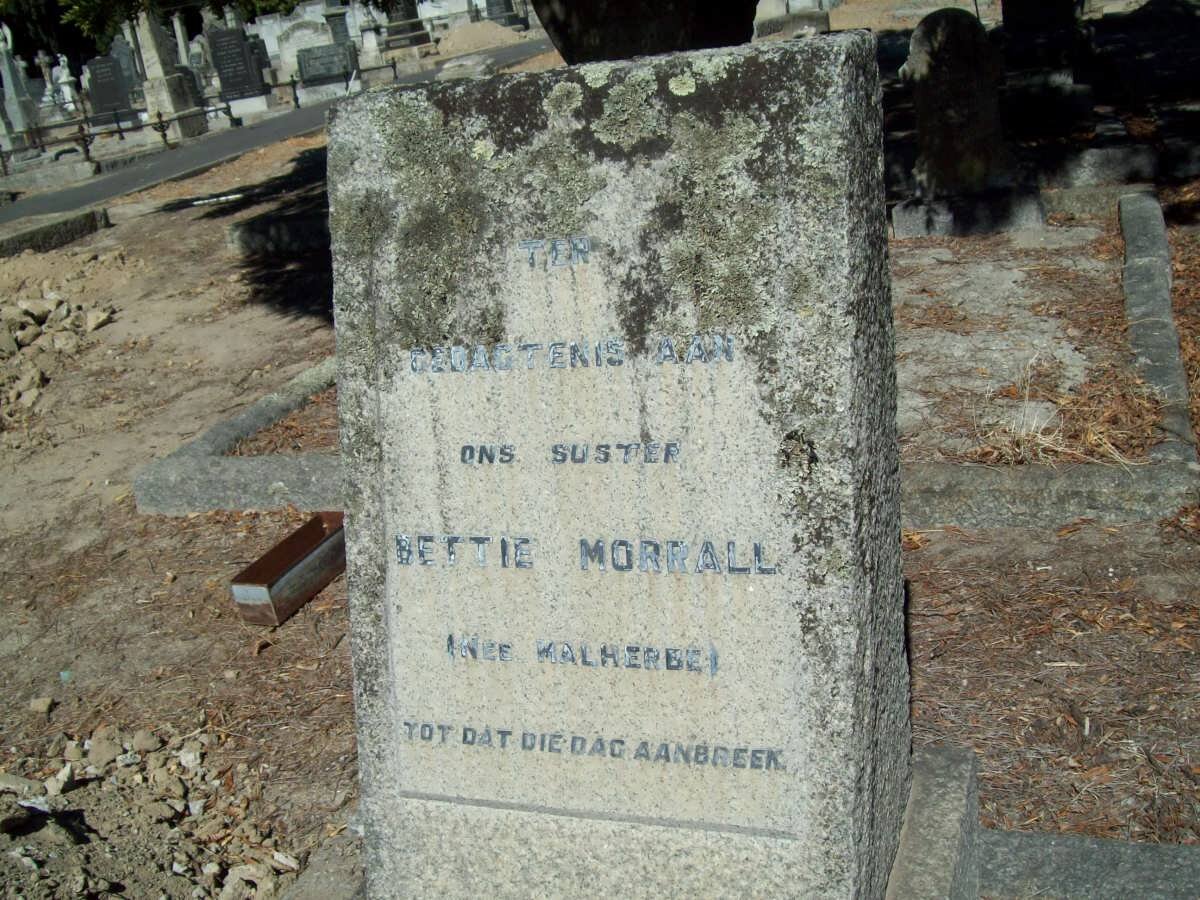 TER
GEDAGTENIS AAN
ONS SUSTER
BETTIE MORRALL
(NEE MALHERBE)
TOT DAT DIE DAG AANBREEK.